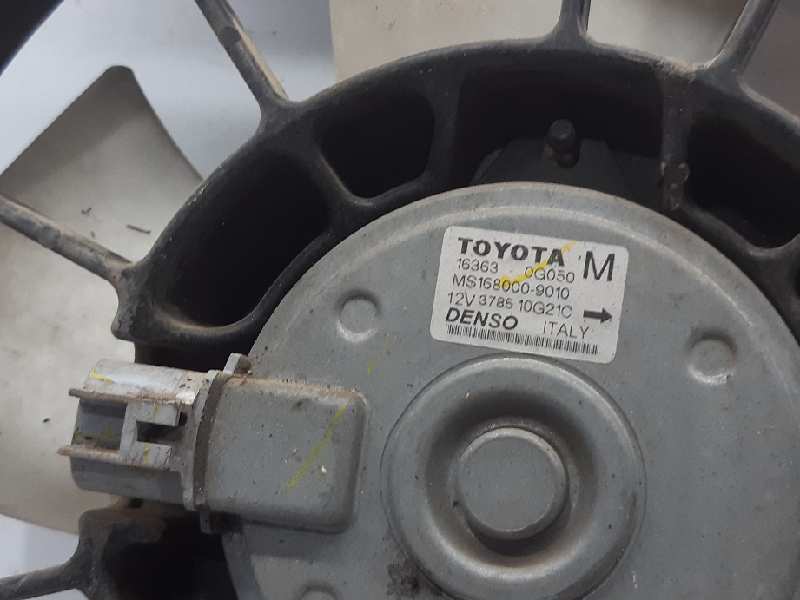 TOYOTA M
16363 0G050
MS168000-9010
12V 3785 10G21C
DENSO ITALY